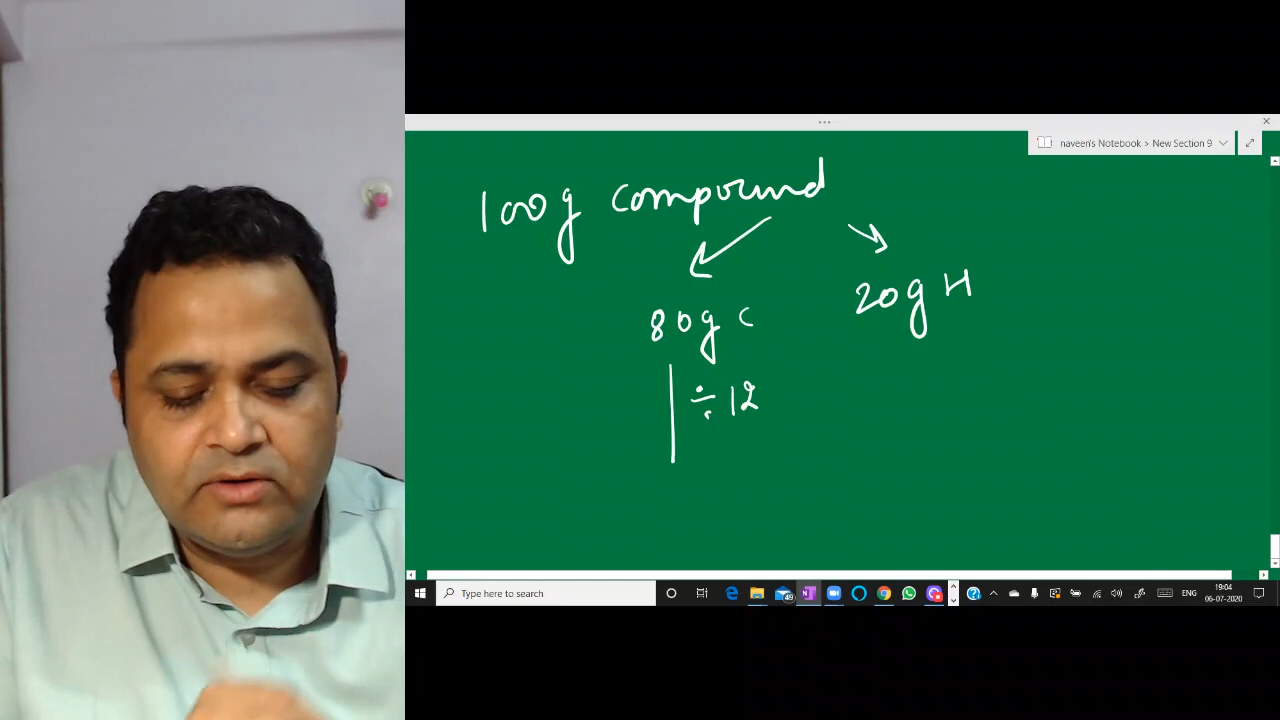 naveen's Notebook > New Section 9
100g compound
80g C
20g H
÷12
Type here to search
49
ENG
19:04
06-07-2020